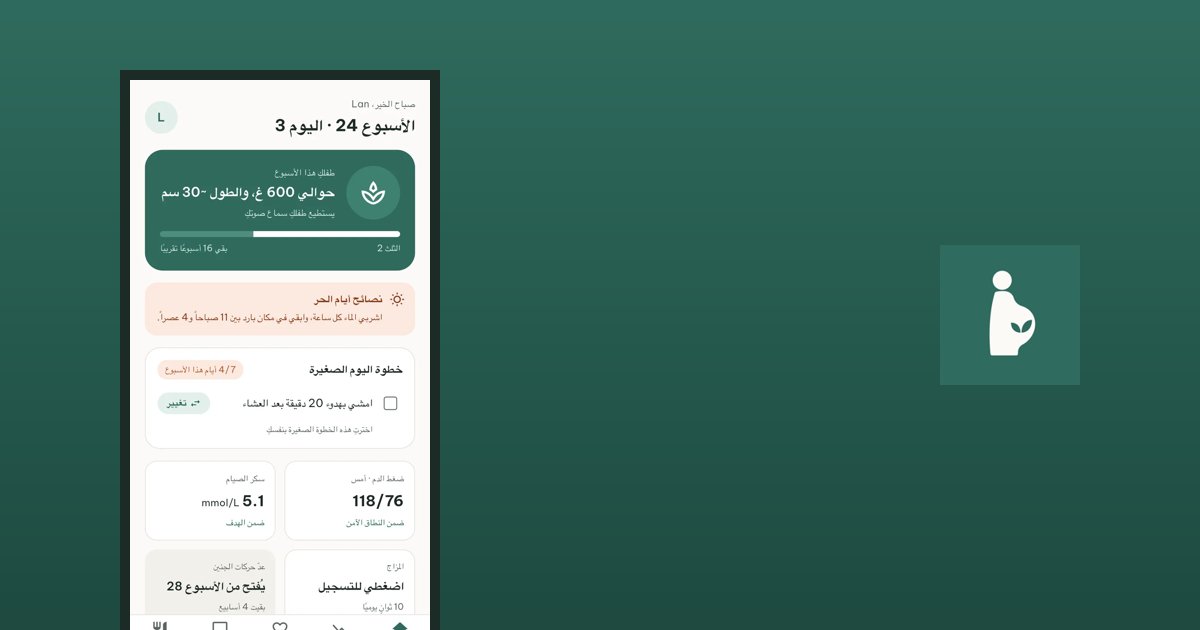 صباح الخير، Lan
الأسبوع 24 · اليوم 3
L
طفلكِ هذا الأسبوع
حوالي 600 غ، والطول ~30 سم
يستطيع طفلكِ سماع صوتكِ
الثلث 2
بقي 16 أسبوعًا تقريبًا
نصائح أيام الحر
اشربي الماء كل ساعة، وابقي في مكان بارد بين 11 صباحاً و4 عصراً.
خطوة اليوم الصغيرة
4/7 أيام هذا الأسبوع
امشي بهدوء 20 دقيقة بعد العشاء
تغيير
اخترتِ هذه الخطوة الصغيرة بنفسكِ
ضغط الدم · أمس
118/76
ضمن النطاق الآمن
سكر الصيام
5.1 mmol/L
ضمن الهدف
المزاج
اضغطي للتسجيل
10 ثوانٍ يوميًا
عدّ حركات الجنين
يُفتح من الأسبوع 28
بقيت 4 أسابيع